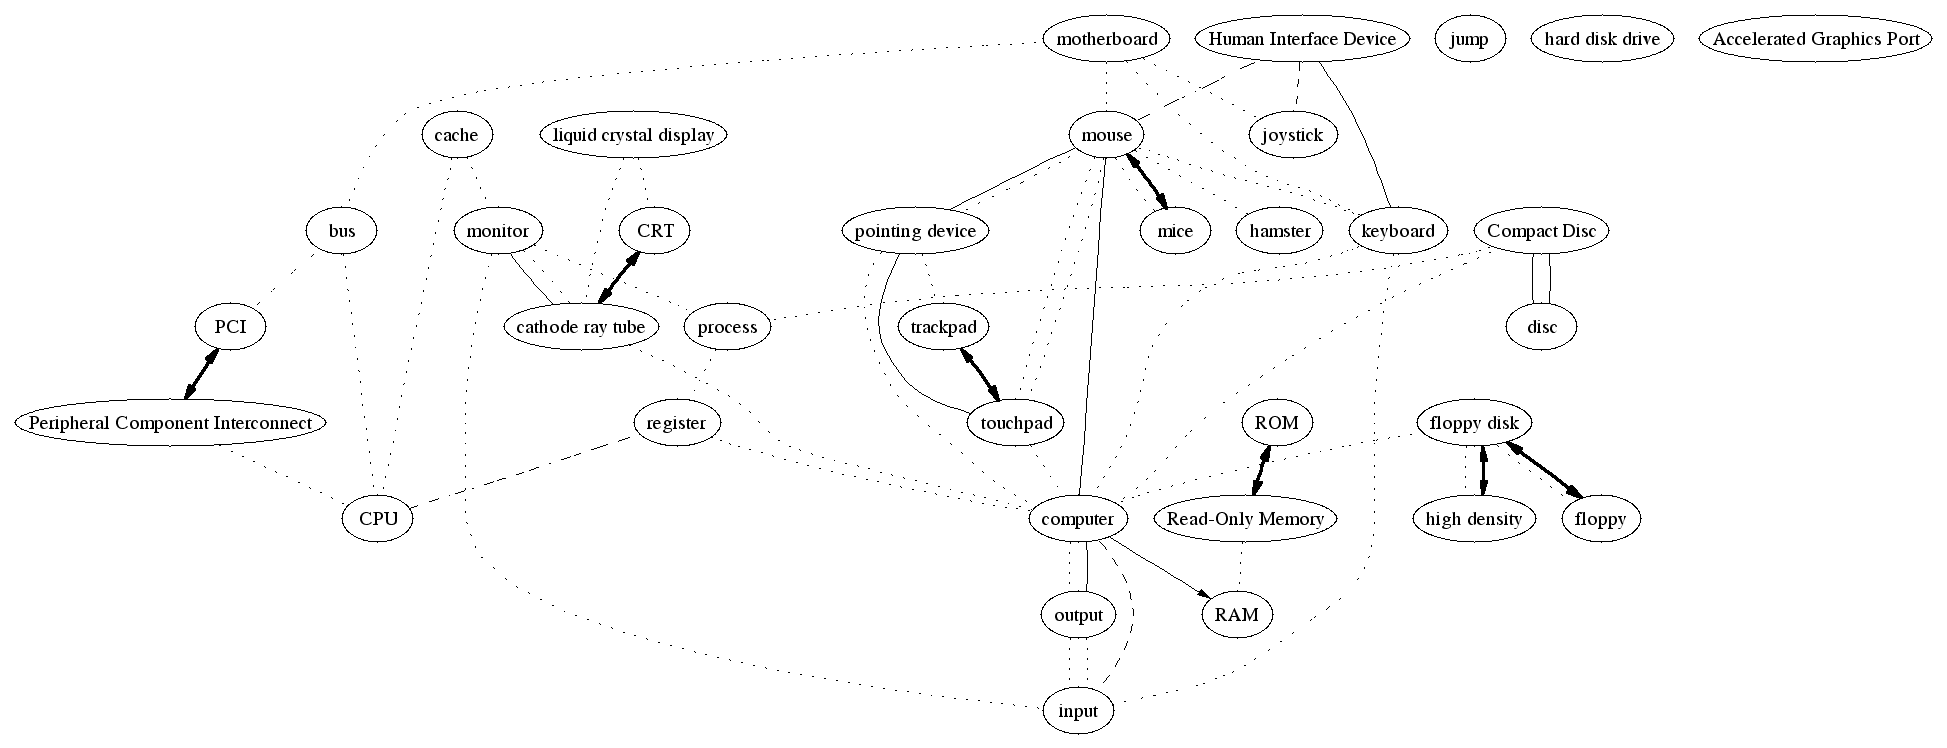 motherboard
Human Interface Device
jump
hard disk drive
Accelerated Graphics Port
cache
liquid crystal display
mouse
joystick
bus
monitor
CRT
pointing device
mice
hamster
keyboard
Compact Disc
PCI
cathode ray tube
process
trackpad
disc
Peripheral Component Interconnect
register
touchpad
ROM
floppy disk
CPU
computer
Read-Only Memory
high density
floppy
output
RAM
input